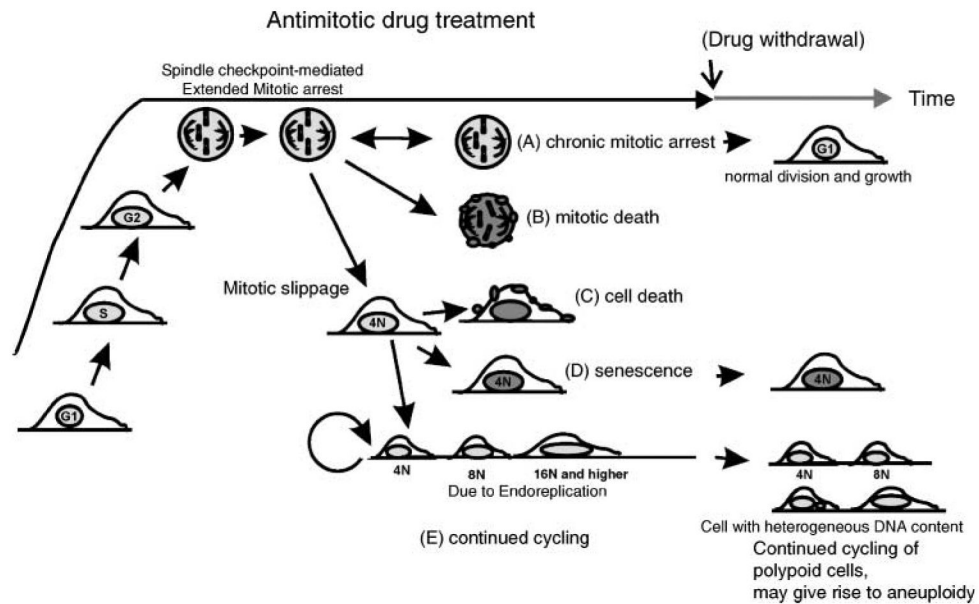 Antimitotic drug treatment
(Drug withdrawal)
Spindle checkpoint-mediated
Extended Mitotic arrest
Time
(A) chronic mitotic arrest
G1
normal division and growth
G2
(B) mitotic death
Mitotic slippage
(C) cell death
S
4N
(D) senescence
4N
4N
G1
4N
8N
16N and higher
Due to Endoreplication
4N
8N
(E) continued cycling
Cell with heterogeneous DNA content
Continued cycling of
polypoid cells,
may give rise to aneuploidy